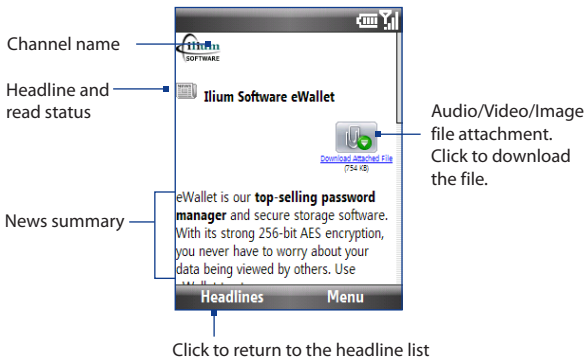 Channel name
ilium
SOFTWARE
Headline and
read status
Ilium Software eWallet
Audio/Video/Image
file attachment.
Click to download
the file.
Download Attached File
(754 KB)
News summary
eWallet is our top-selling password
manager and secure storage software.
With its strong 256-bit AES encryption,
you never have to worry about your
data being viewed by others. Use
Headlines
Menu
Click to return to the headline list